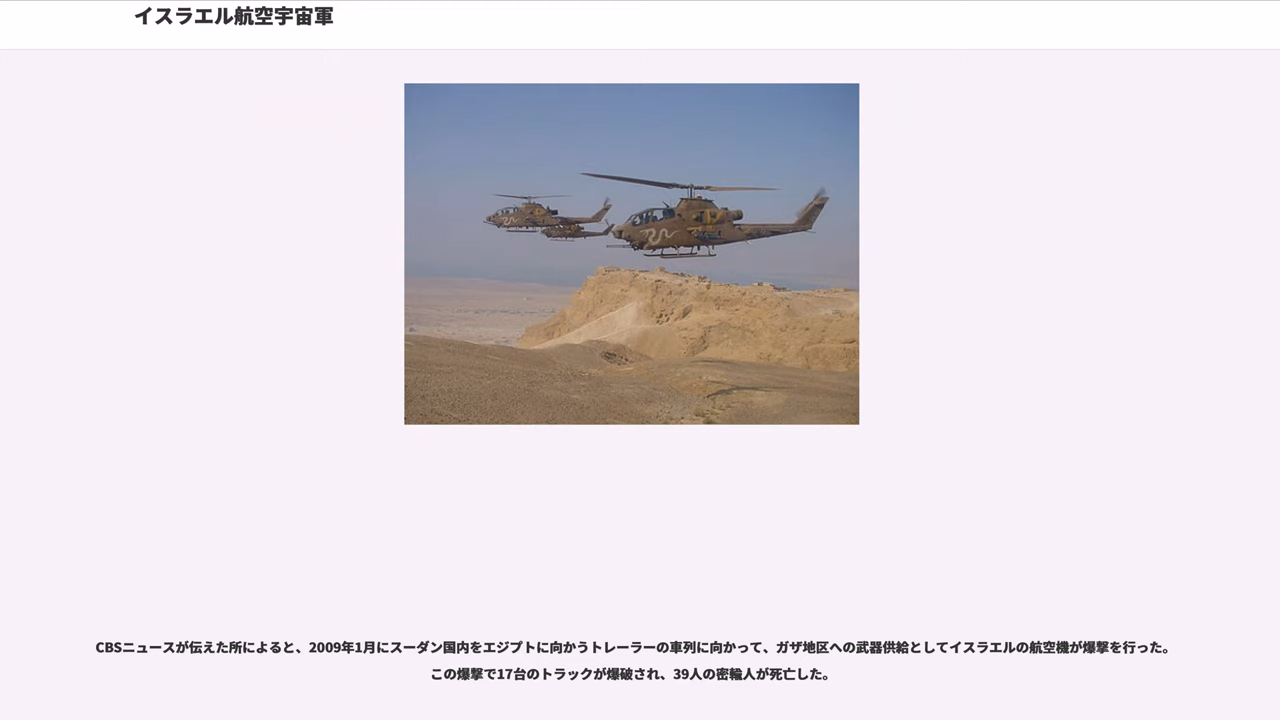 イスラエル航空宇宙軍
CBSニュースが伝えた所によると、2009年1月にスーダン国内をエジプトに向かうトレーラーの車列に向かって、ガザ地区への武器供給としてイスラエルの航空機が爆撃を行った。
この爆撃で17台のトラックが爆破され、39人の密輸人が死亡した。